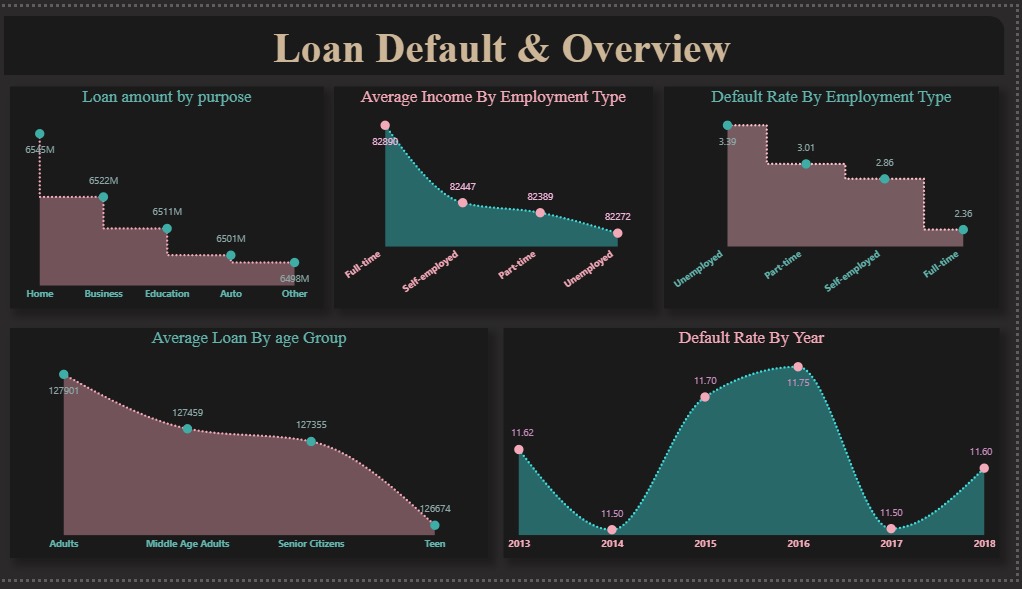 Loan Default & Overview
Loan amount by purpose
6545M
6522M
6511M
6501M
6498M
Home Business Education Auto Other
Average Income By Employment Type
82890
82447
82389
82272
Full-time Self-employed Part-time Unemployed
Default Rate By Employment Type
3.39
3.01
2.86
2.36
Unemployed Part-time Self-employed Full-time
Average Loan By age Group
127901
127459
127355
126674
Adults Middle Age Adults Senior Citizens Teen
Default Rate By Year
11.62
11.50
11.70
11.75
11.50
11.60
2013 2014 2015 2016 2017 2018